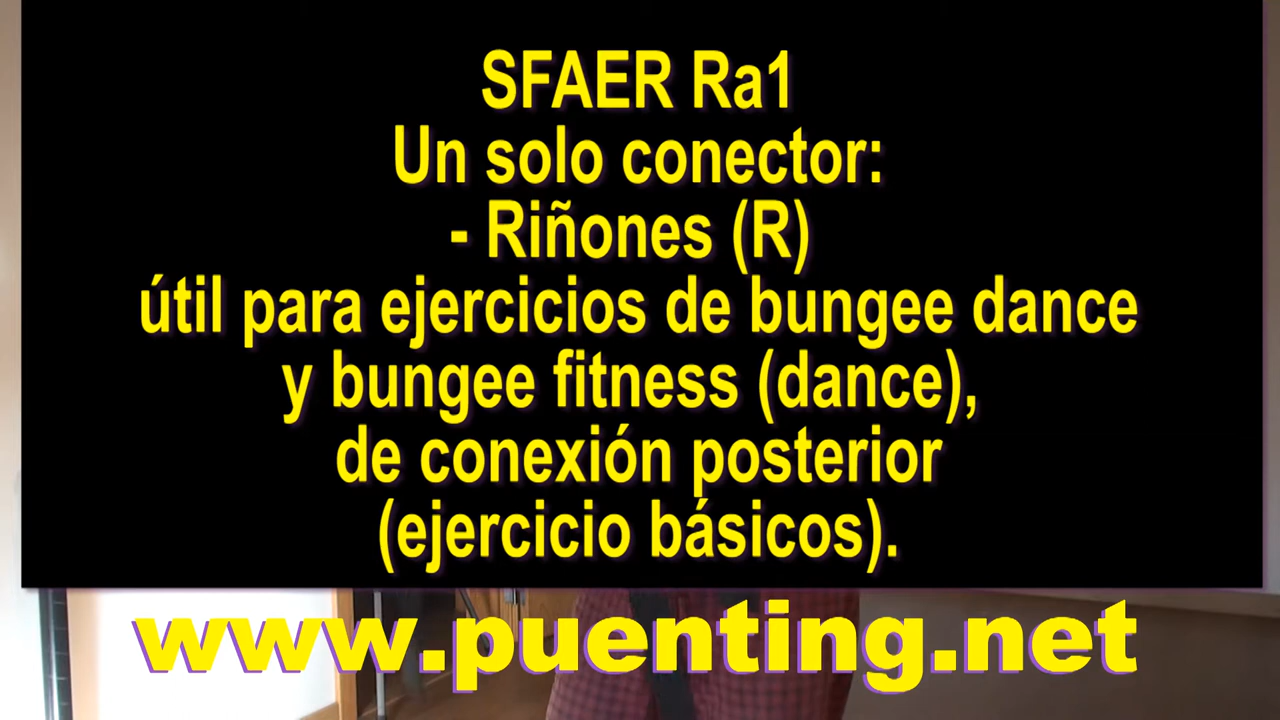 SFAER Ra1
Un solo conector:
- Riñones (R)
útil para ejercicios de bungee dance
y bungee fitness (dance),
de conexión posterior
(ejercicio básicos).
www.puenting.net